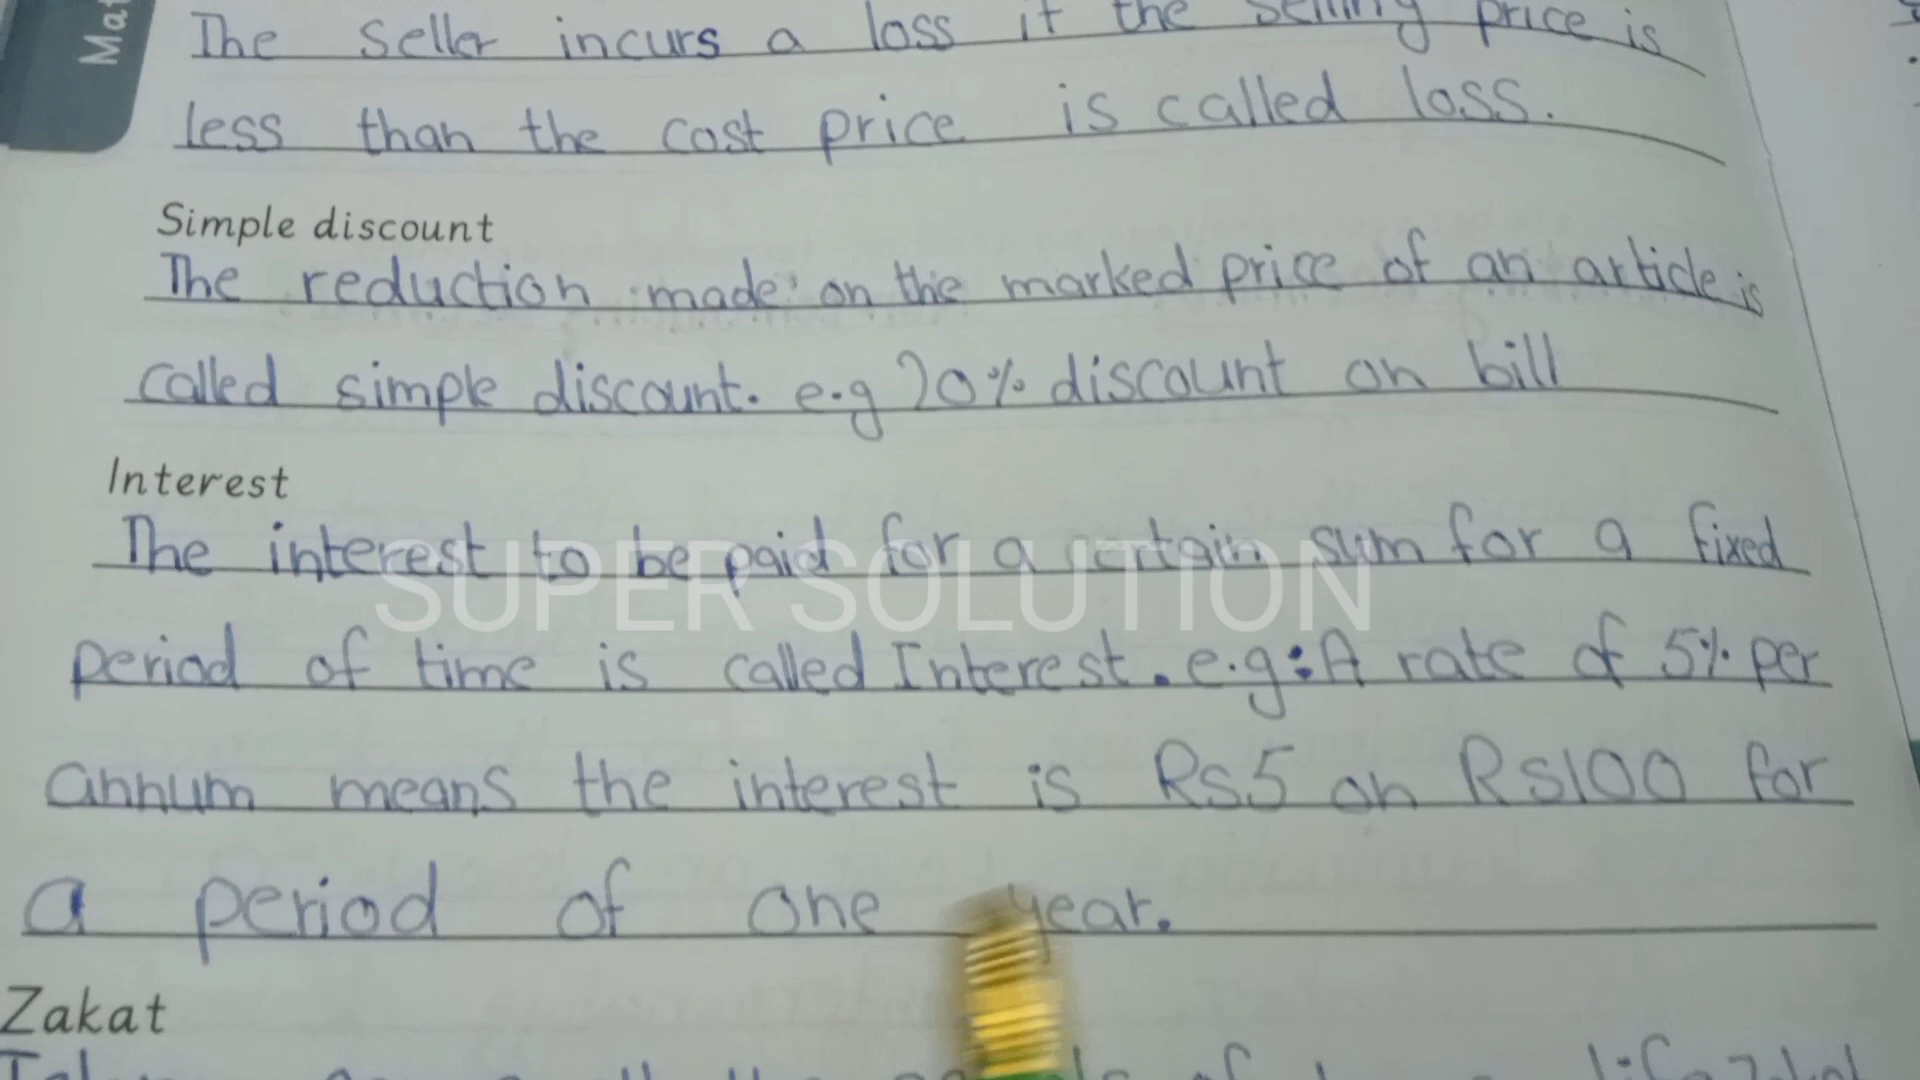 Mat
The seller incurs a loss if the selling price is
less than the cost price is called loss.
Simple discount
The reduction made on the marked price of an article is
called simple discount. e.g 20% discount on bill
Interest
The interest to be paid for a certain sum for a fixed
SUPER SOLUTION
period of time is called Interest. e.g:A rate of 5% per
annum means the interest is Rs5 on RS100 for
a period of one year.
Zakat